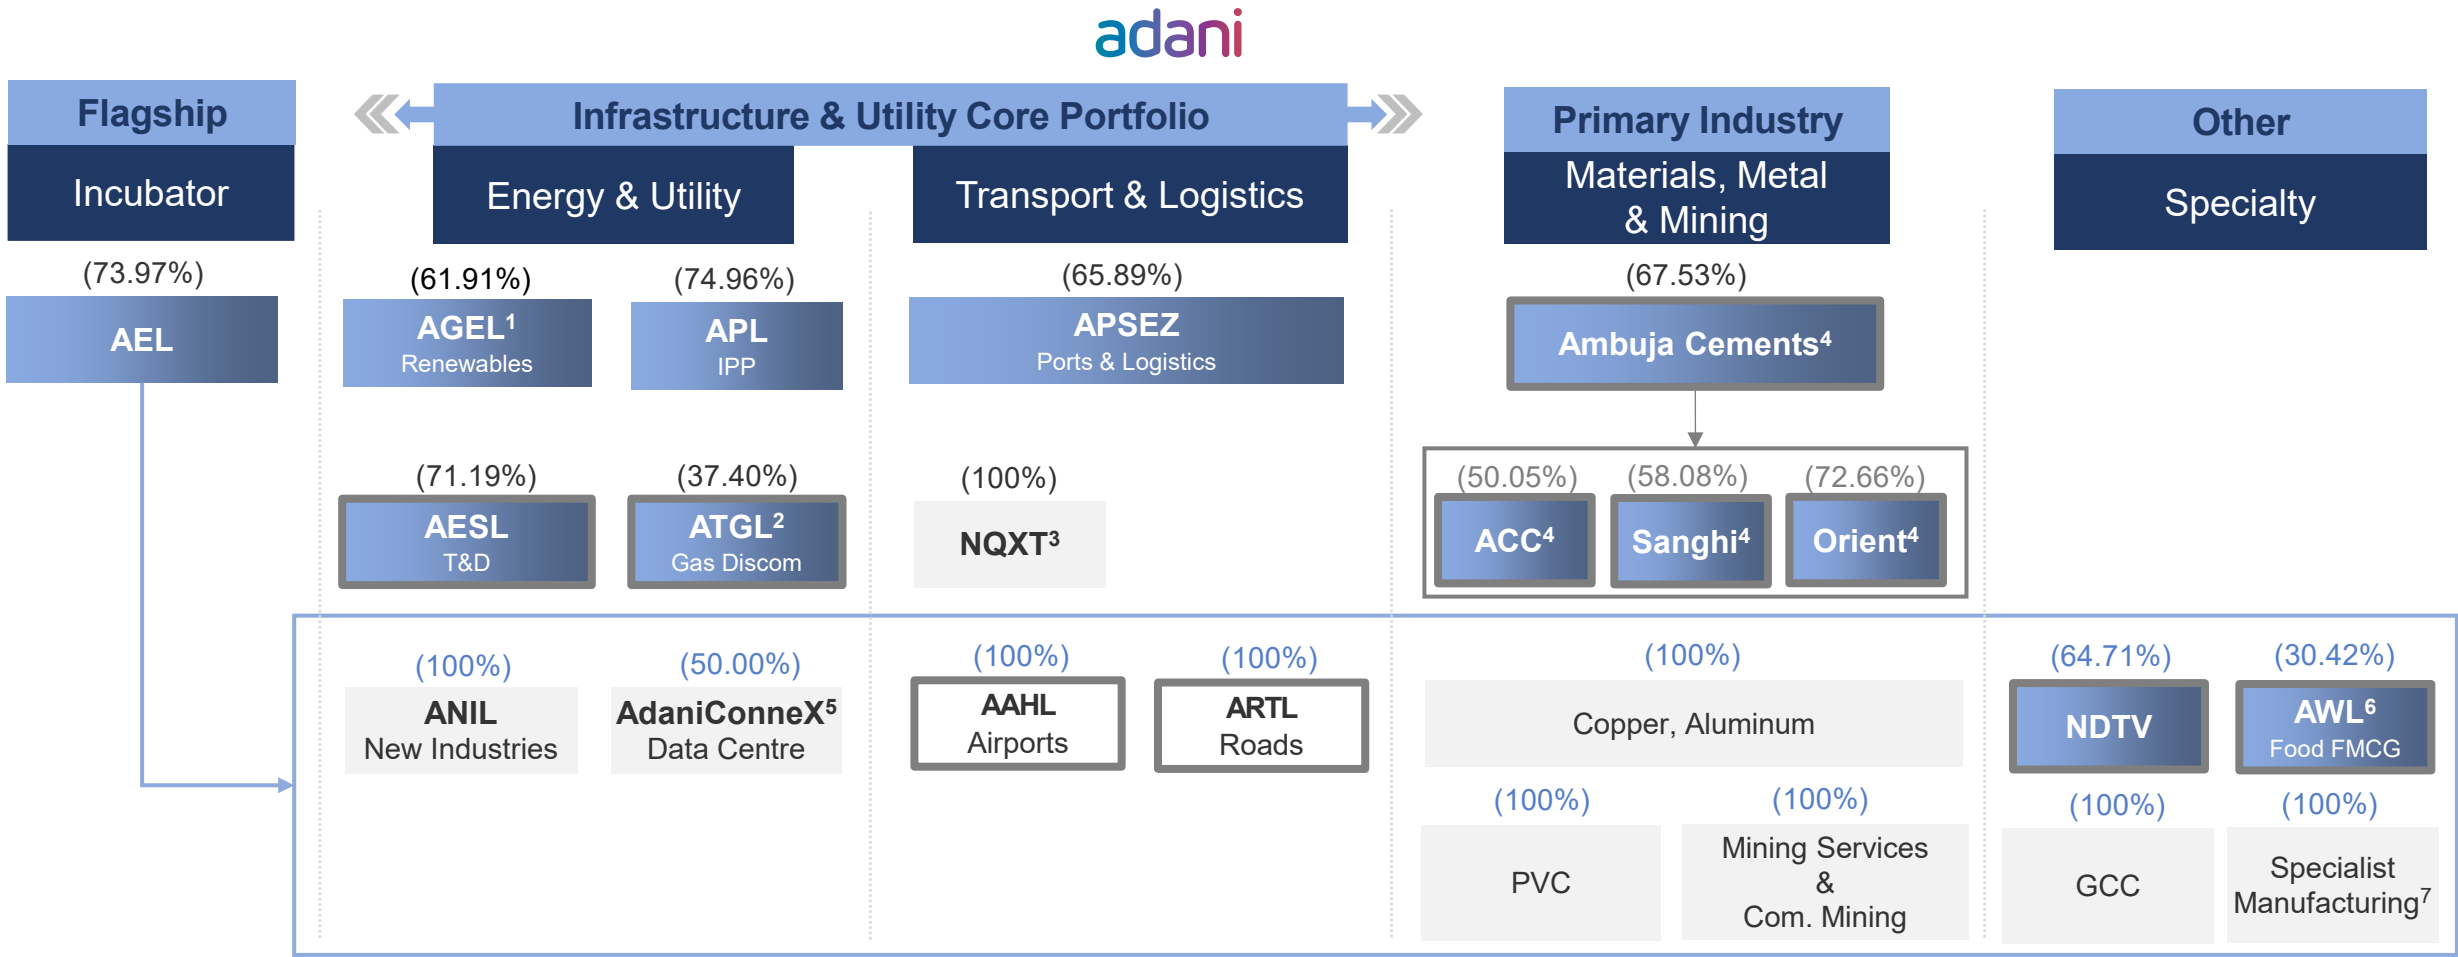 adani
Flagship
Incubator
(73.97%)
AEL
Infrastructure & Utility Core Portfolio
Energy & Utility
(61.91%)
AGEL¹
Renewables
(74.96%)
APL
IPP
(71.19%)
AESL
T&D
(37.40%)
ATGL²
Gas Discom
Transport & Logistics
(65.89%)
APSEZ
Ports & Logistics
(100%)
NQXT³
Primary Industry
Materials, Metal
& Mining
(67.53%)
Ambuja Cements⁴
(50.05%)
ACC⁴
(58.08%)
Sanghi⁴
(72.66%)
Orient⁴
Other
Specialty
(100%)
ANIL
New Industries
(50.00%)
AdaniConneX⁵
Data Centre
(100%)
AAHL
Airports
(100%)
ARTL
Roads
(100%)
Copper, Aluminum
(100%)
PVC
(100%)
Mining Services
&
Com. Mining
(64.71%)
NDTV
(30.42%)
AWL⁶
Food FMCG
(100%)
GCC
(100%)
Specialist
Manufacturing⁷